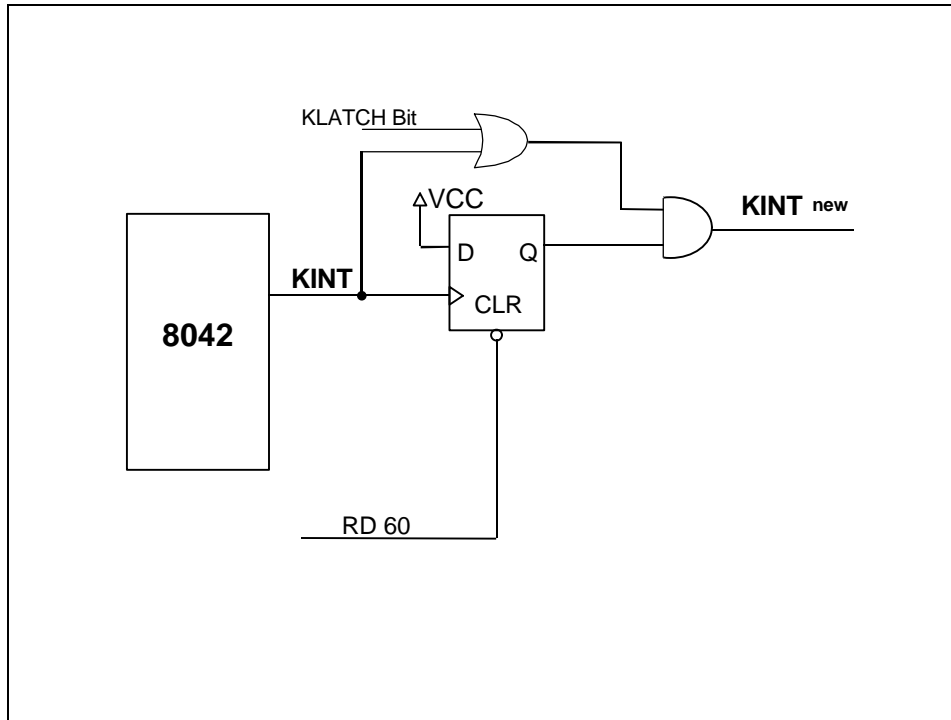 KLATCH Bit
VCC
KINT new
D Q
KINT
CLR
8042
RD 60